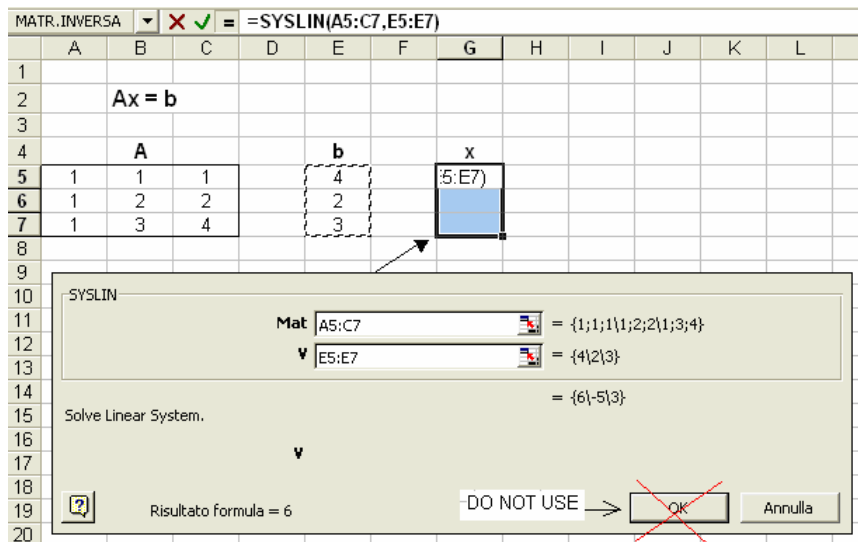 MATR.INVERSA = =SYSLIN(A5:C7,E5:E7)
A B C D E F G H I J K L
1
2 Ax = b
3
4 A b x
5 1 1 1 4 :5:E7)
6 1 2 2 2
7 1 3 4 3
8
9
10 SYSLIN
11 Mat A5:C7 = {1;1;1\1;2;2\1;3;4}
12
13 v E5:E7 = {4\2\3}
14 = {6\-5\3}
15 Solve Linear System.
16
17 v
18
19 Risultato formula = 6 DO NOT USE OK Annulla
20